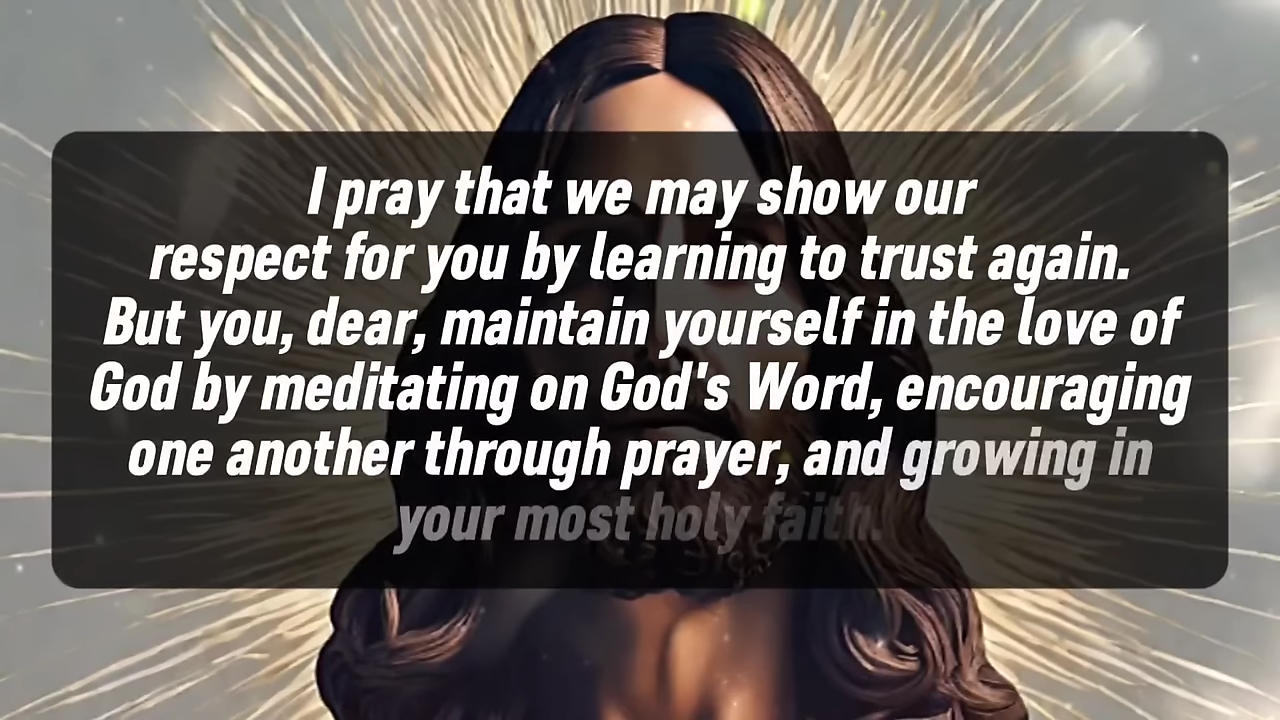 I pray that we may show our
respect for you by learning to trust again.
But you, dear, maintain yourself in the love of
God by meditating on God's Word, encouraging
one another through prayer, and growing in
your most holy faith.